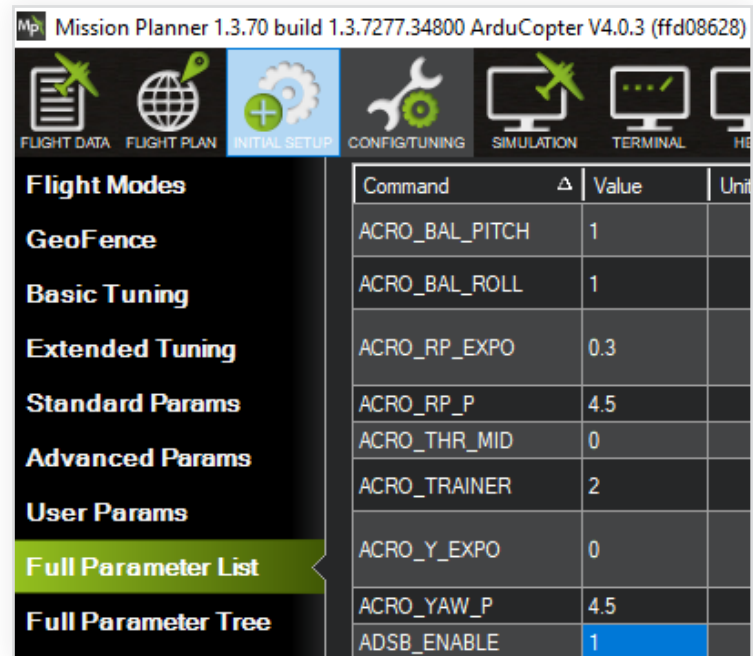 Mp Mission Planner 1.3.70 build 1.3.7277.34800 ArduCopter V4.0.3 (ffd08628)
FLIGHT DATA FLIGHT PLAN INITIAL SETUP CONFIG/TUNING SIMULATION TERMINAL HE
Flight Modes
GeoFence
Basic Tuning
Extended Tuning
Standard Params
Advanced Params
User Params
Full Parameter List
Full Parameter Tree
Command Value Unit
ACRO_BAL_PITCH 1
ACRO_BAL_ROLL 1
ACRO_RP_EXPO 0.3
ACRO_RP_P 4.5
ACRO_THR_MID 0
ACRO_TRAINER 2
ACRO_Y_EXPO 0
ACRO_YAW_P 4.5
ADSB_ENABLE 1